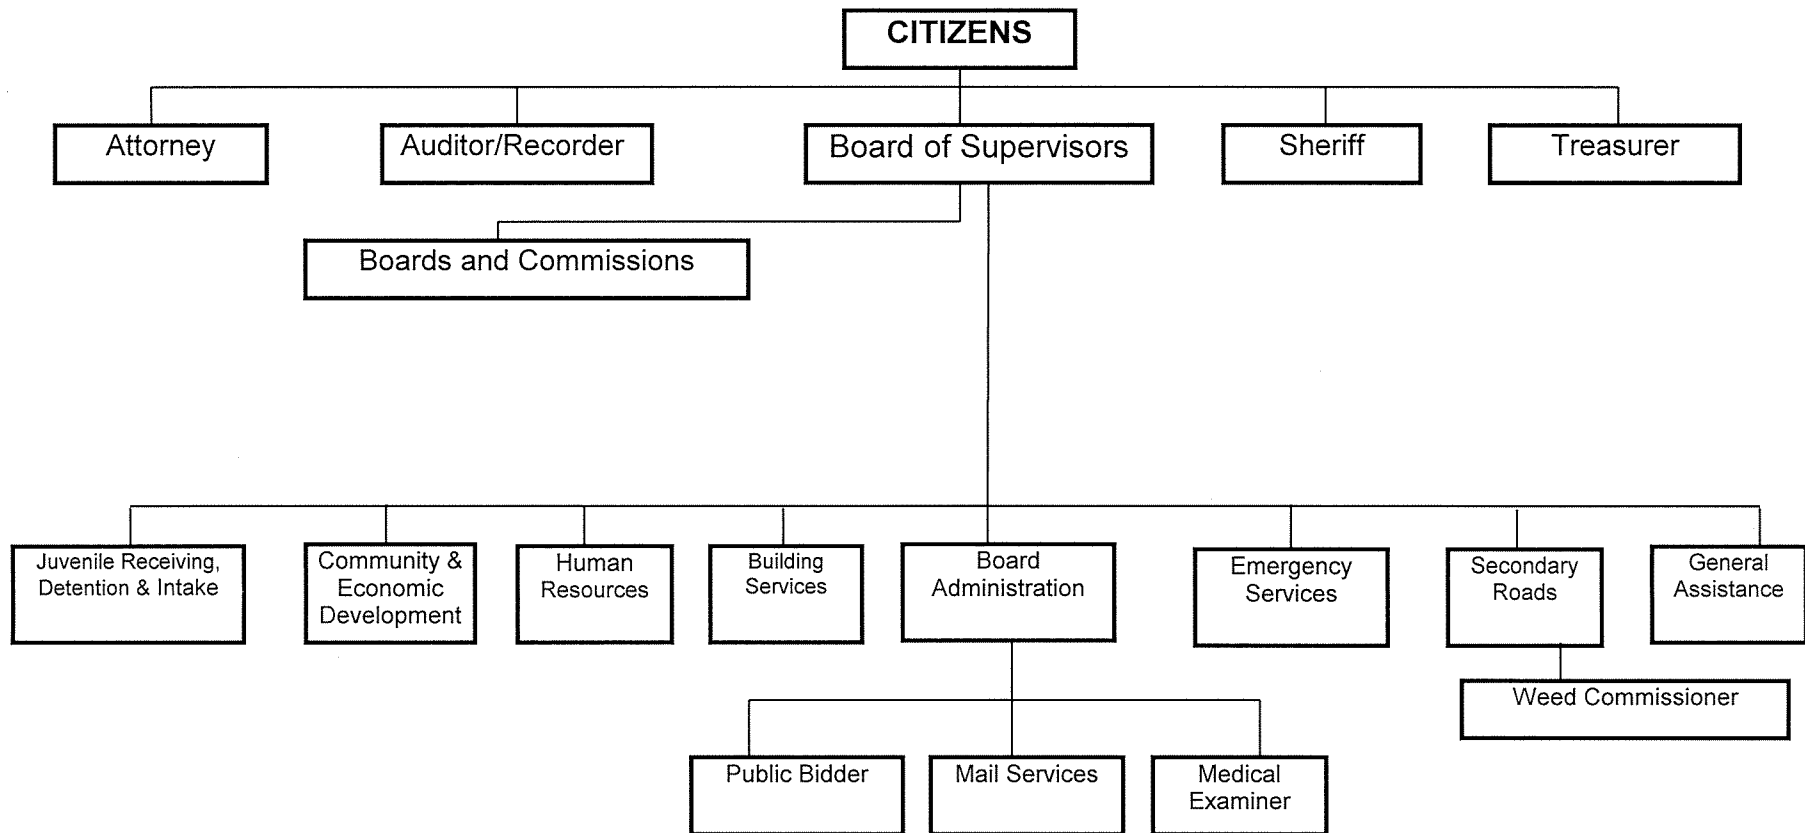 CITIZENS
Attorney
Auditor/Recorder
Board of Supervisors
Sheriff
Treasurer
Boards and Commissions
Juvenile Receiving,
Detention & Intake
Community &
Economic
Development
Human
Resources
Building
Services
Board
Administration
Emergency
Services
Secondary
Roads
General
Assistance
Weed Commissioner
Public Bidder
Mail Services
Medical
Examiner